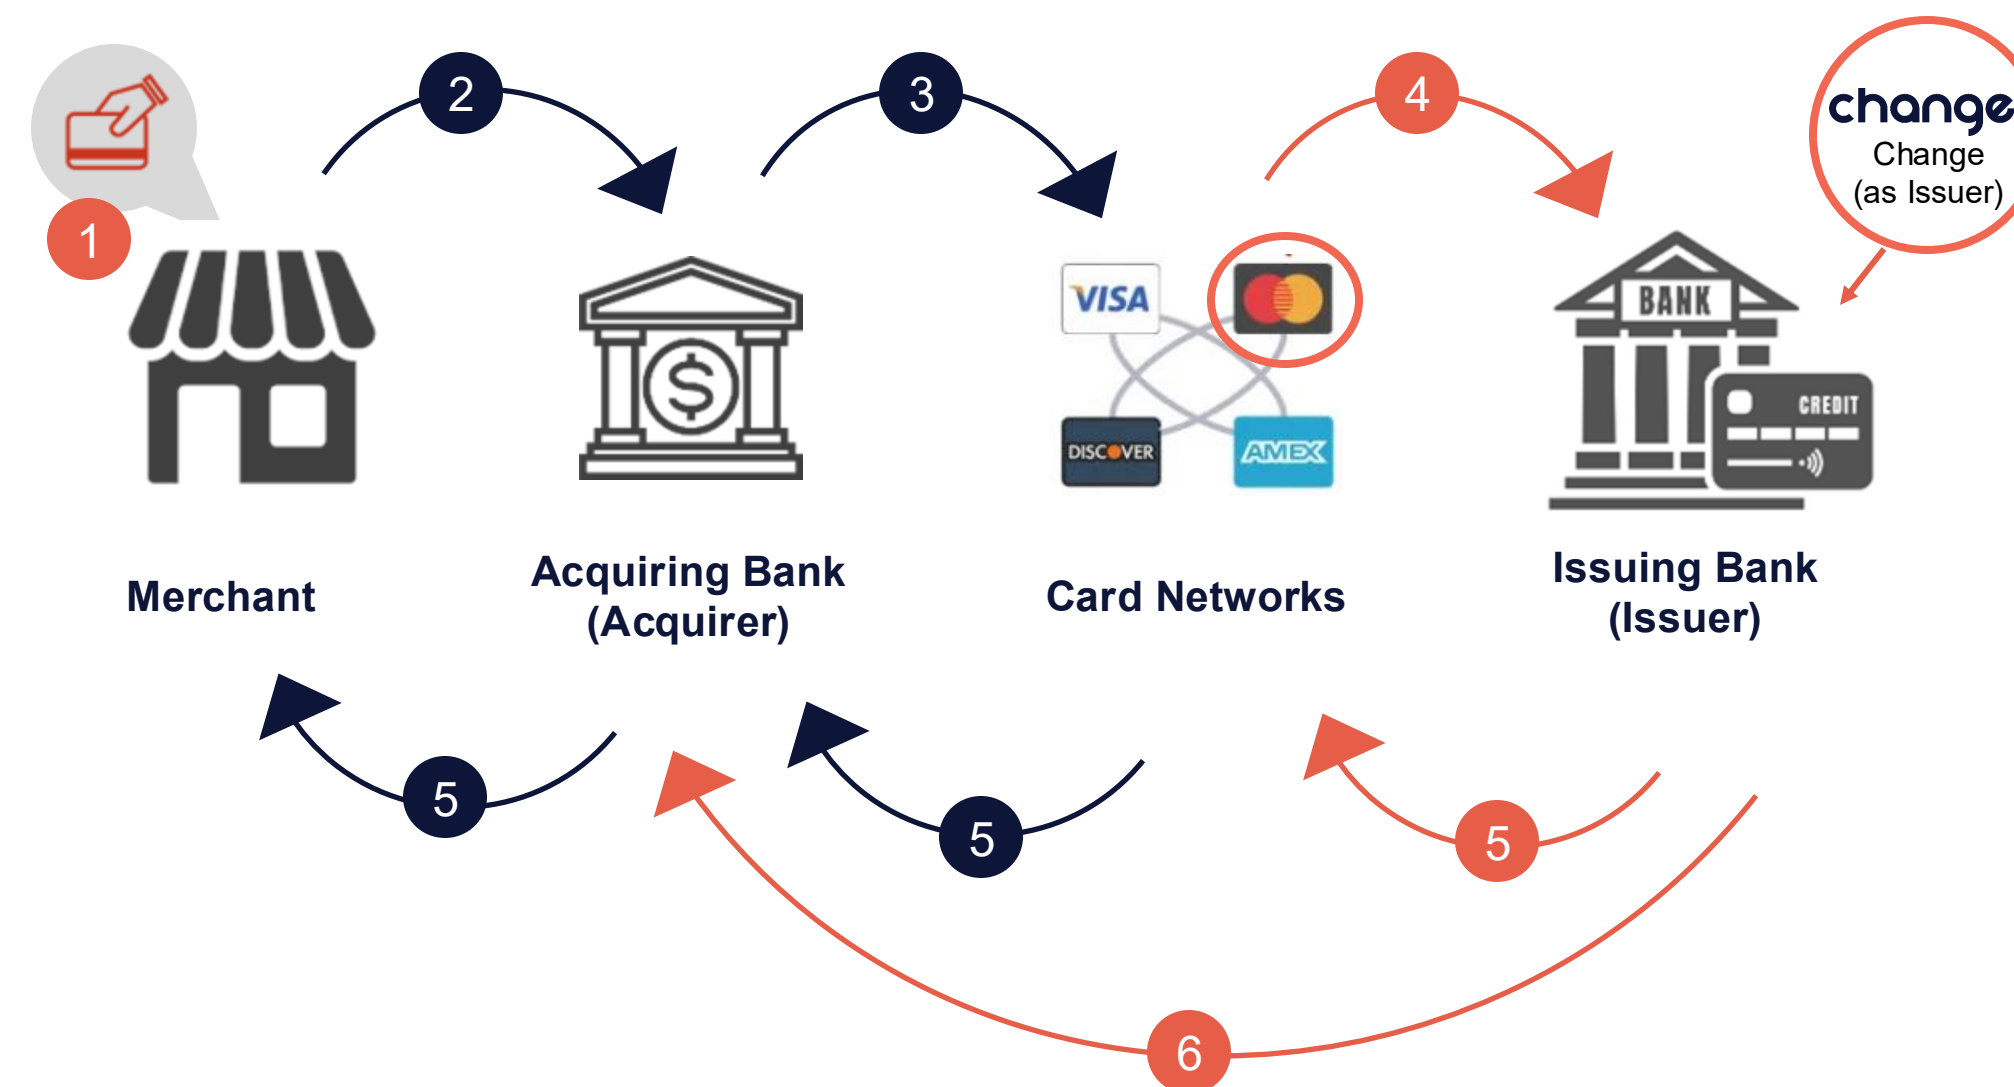 2
3
4
change
Change
(as Issuer)
1
VISA
BANK
CREDIT
DISCOVER
AMEX
Merchant
Acquiring Bank
(Acquirer)
Card Networks
Issuing Bank
(Issuer)
5
5
5
6